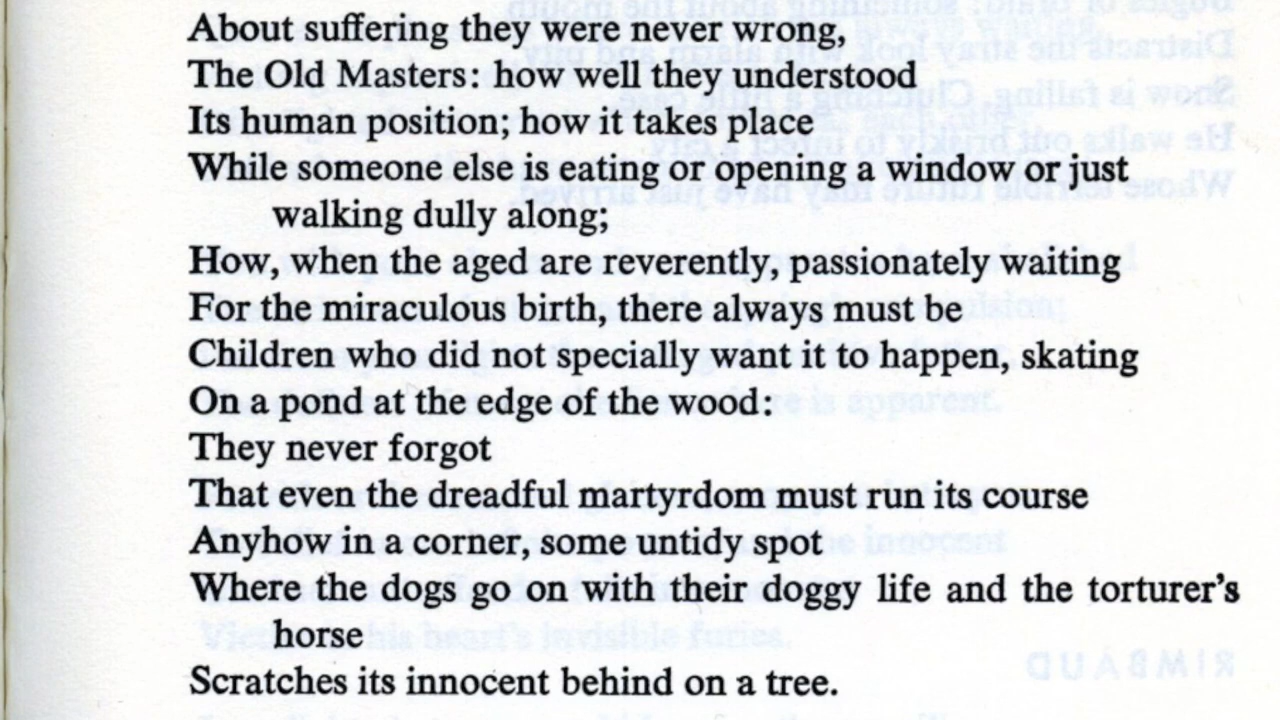 About suffering they were never wrong,
The Old Masters: how well they understood
Its human position; how it takes place
While someone else is eating or opening a window or just
walking dully along;
How, when the aged are reverently, passionately waiting
For the miraculous birth, there always must be
Children who did not specially want it to happen, skating
On a pond at the edge of the wood:
They never forgot
That even the dreadful martyrdom must run its course
Anyhow in a corner, some untidy spot
Where the dogs go on with their doggy life and the torturer's
horse
Scratches its innocent behind on a tree.
RIMBAUD